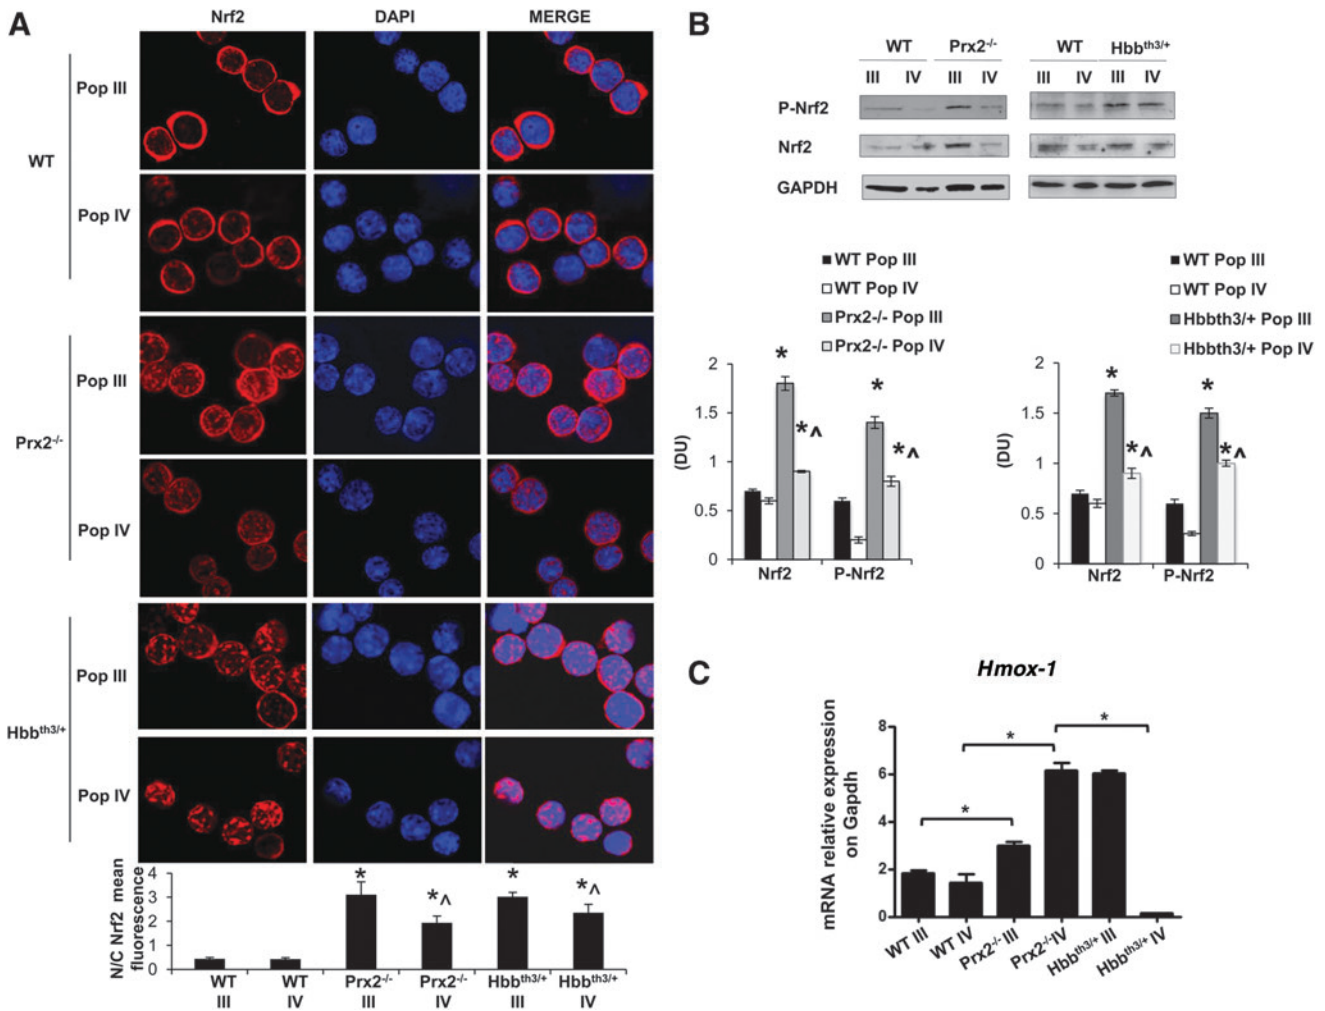 A
Nrf2 DAPI MERGE
WT
Pop III
Pop IV
Prx2-/-
Pop III
Pop IV
Hbbth3/+
Pop III
Pop IV
N/C Nrf2 mean
fluorescence
4
3
2
1
0
* *^ * *^
WT WT Prx2-/- Prx2-/- Hbbth3/+ Hbbth3/+
III IV III IV III IV
B
WT Prx2-/- WT Hbbth3/+
III IV III IV III IV III IV
P-Nrf2
Nrf2
GAPDH
WT Pop III
WT Pop IV
Prx2-/- Pop III
Prx2-/- Pop IV
(DU)
2
1.5
1
0.5
0
* *^ * *^
Nrf2 P-Nrf2
WT Pop III
WT Pop IV
Hbbth3/+ Pop III
Hbbth3/+ Pop IV
(DU)
2
1.5
1
0.5
0
* *^ * *^
Nrf2 P-Nrf2
C
Hmox-1
mRNA relative expression
on Gapdh
8
6
4
2
0
* * *
WT III
WT IV
Prx2-/- III
Prx2-/-IV
Hbbth3/+ III
Hbbth3/+ IV